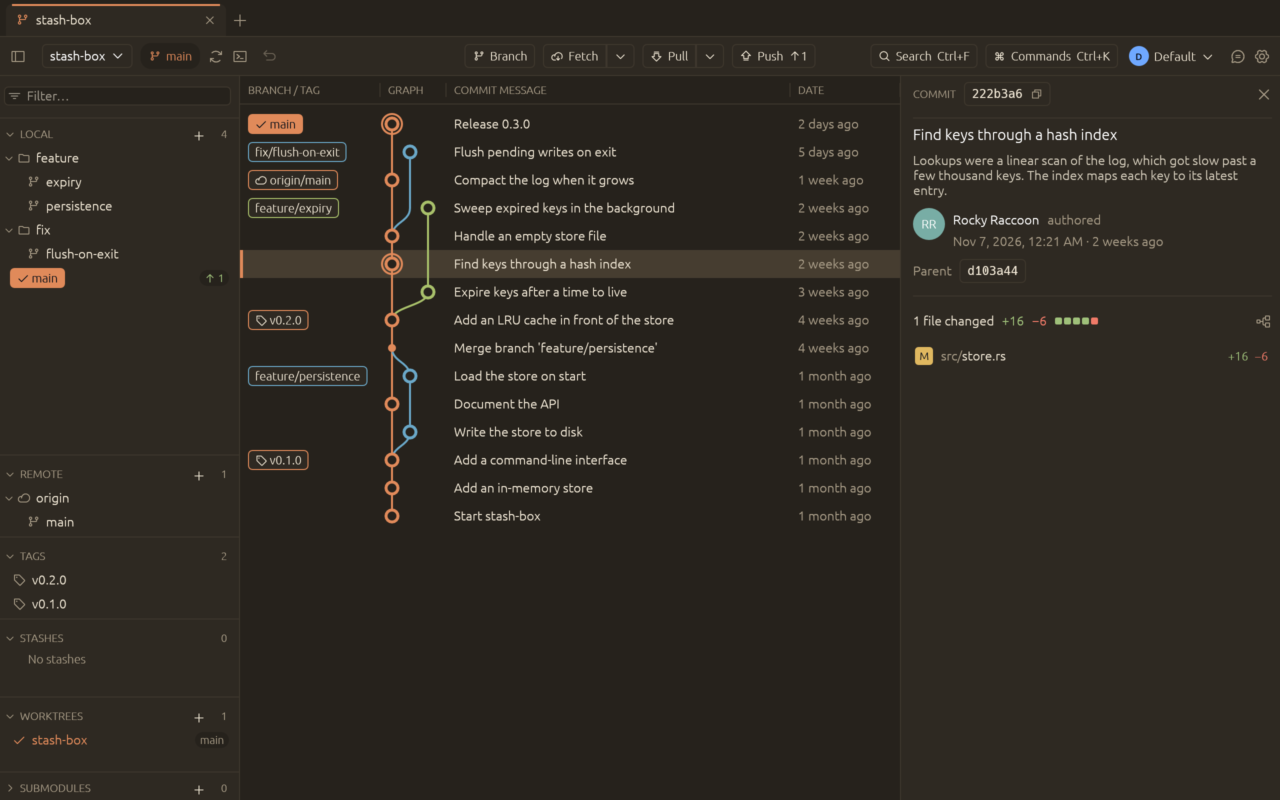 stash-box
stash-box
main
Branch
Fetch
Pull
Push ↑1
Search Ctrl+F
Commands Ctrl+K
D Default
Filter...
LOCAL 4
feature
expiry
persistence
fix
flush-on-exit
main ↑1
REMOTE 1
origin
main
TAGS 2
v0.2.0
v0.1.0
STASHES 0
No stashes
WORKTREES 1
stash-box main
SUBMODULES 0
BRANCH / TAG GRAPH COMMIT MESSAGE DATE
main Release 0.3.0 2 days ago
fix/flush-on-exit Flush pending writes on exit 5 days ago
origin/main Compact the log when it grows 1 week ago
feature/expiry Sweep expired keys in the background 2 weeks ago
Handle an empty store file 2 weeks ago
Find keys through a hash index 2 weeks ago
Expire keys after a time to live 3 weeks ago
v0.2.0 Add an LRU cache in front of the store 4 weeks ago
Merge branch 'feature/persistence' 4 weeks ago
feature/persistence Load the store on start 1 month ago
Document the API 1 month ago
Write the store to disk 1 month ago
v0.1.0 Add a command-line interface 1 month ago
Add an in-memory store 1 month ago
Start stash-box 1 month ago
COMMIT 222b3a6
Find keys through a hash index
Lookups were a linear scan of the log, which got slow past a
few thousand keys. The index maps each key to its latest
entry.
RR Rocky Raccoon authored
Nov 7, 2026, 12:21 AM · 2 weeks ago
Parent d103a44
1 file changed +16 −6
M src/store.rs +16 −6